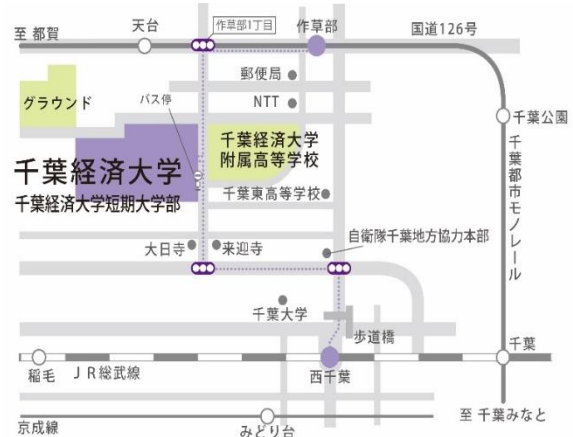 至 都賀
天台
作草部1丁目
作草部
国道126号
郵便局
グラウンド
バス停
NTT
千葉公園
千葉経済大学
附属高等学校
千葉経済大学
千葉経済大学短期大学部
千葉東高等学校
千葉都市モノレール
自衛隊千葉地方協力本部
大日寺
来迎寺
千葉大学
歩道橋
千葉
稲毛
JR総武線
西千葉
至 千葉みなと
京成線
みどり台